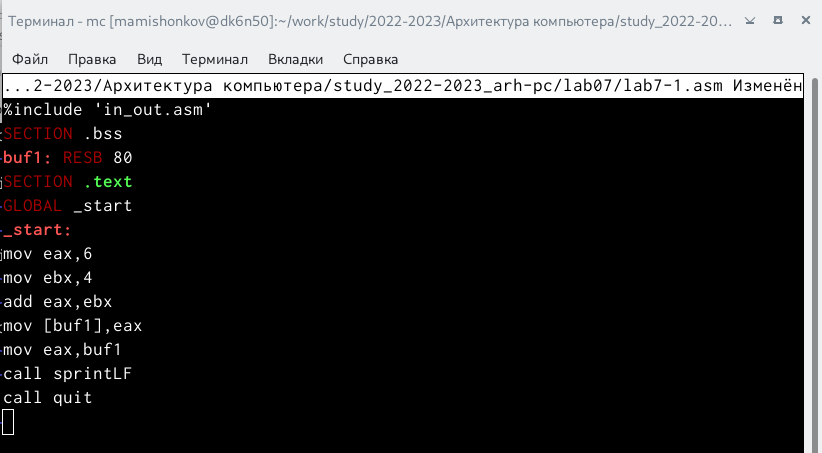 Терминал - mc [mamishonkov@dk6n50]:~/work/study/2022-2023/Архитектура компьютера/study_2022-20...
Файл Правка Вид Терминал Вкладки Справка
...2-2023/Архитектура компьютера/study_2022-2023_arh-pc/lab07/lab7-1.asm Изменён
%include 'in_out.asm'
SECTION .bss
buf1: RESB 80
SECTION .text
GLOBAL _start
_start:
mov eax,6
mov ebx,4
add eax,ebx
mov [buf1],eax
mov eax,buf1
call sprintLF
call quit